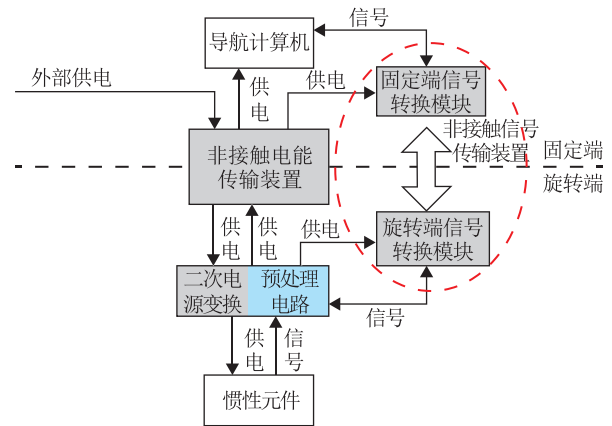 信号
导航计算机
外部供电
供
电
供电
固定端信号
转换模块
非接触信号
传输装置
固定端
非接触电能
传输装置
旋转端
供
电
供
电
供电
旋转端信号
转换模块
二次电
源变换
预处理
电路
信号
供
电
信
号
惯性元件